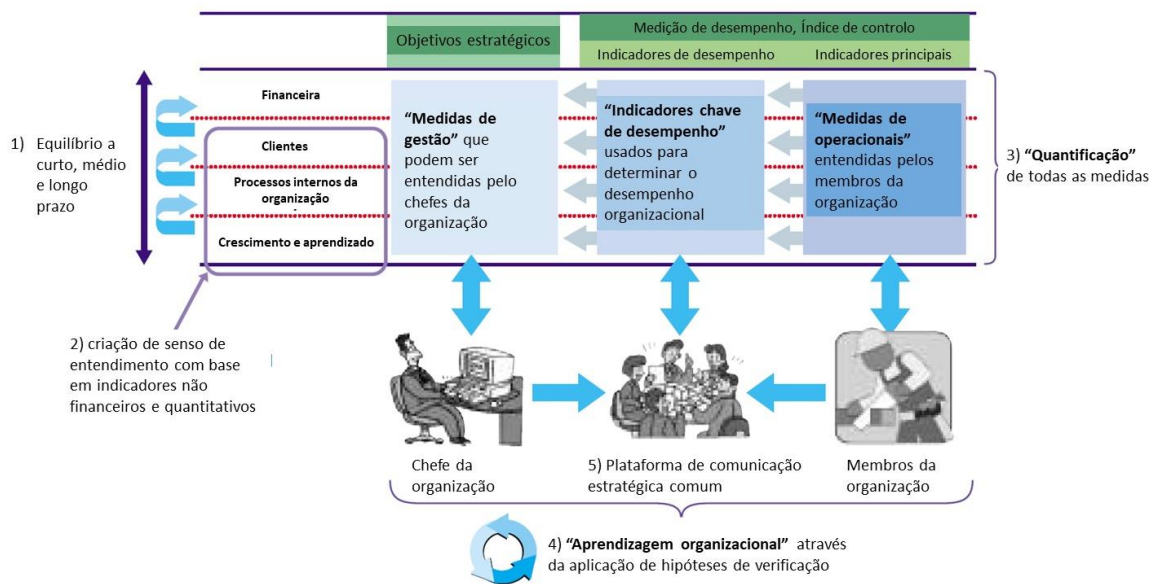 Objetivos estratégicos
Medição de desempenho, Índice de controlo
Indicadores de desempenho
Indicadores principais
1) Equilíbrio a
curto, médio
e longo
prazo
Financeira
Clientes
Processos internos da
organização
Crescimento e aprendizado
“Medidas de
gestão” que
podem ser
entendidas pelo
chefes da
organização
“Indicadores chave
de desempenho”
usados para
determinar o
desempenho
organizacional
“Medidas de
operacionais”
entendidas pelos
membros da
organização
3) “Quantificação”
de todas as medidas
2) criação de senso de
entendimento com base
em indicadores não
financeiros e quantitativos
Chefe da
organização
5) Plataforma de comunicação
estratégica comum
Membros da
organização
4) “Aprendizagem organizacional” através
da aplicação de hipóteses de verificação